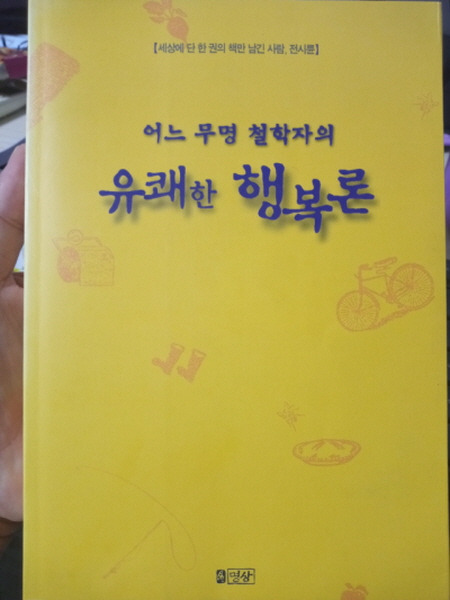 【세상에 단 한 권의 책만 남긴 사람, 전시륜】
어느 무명 철학자의
유쾌한 행복론
명상